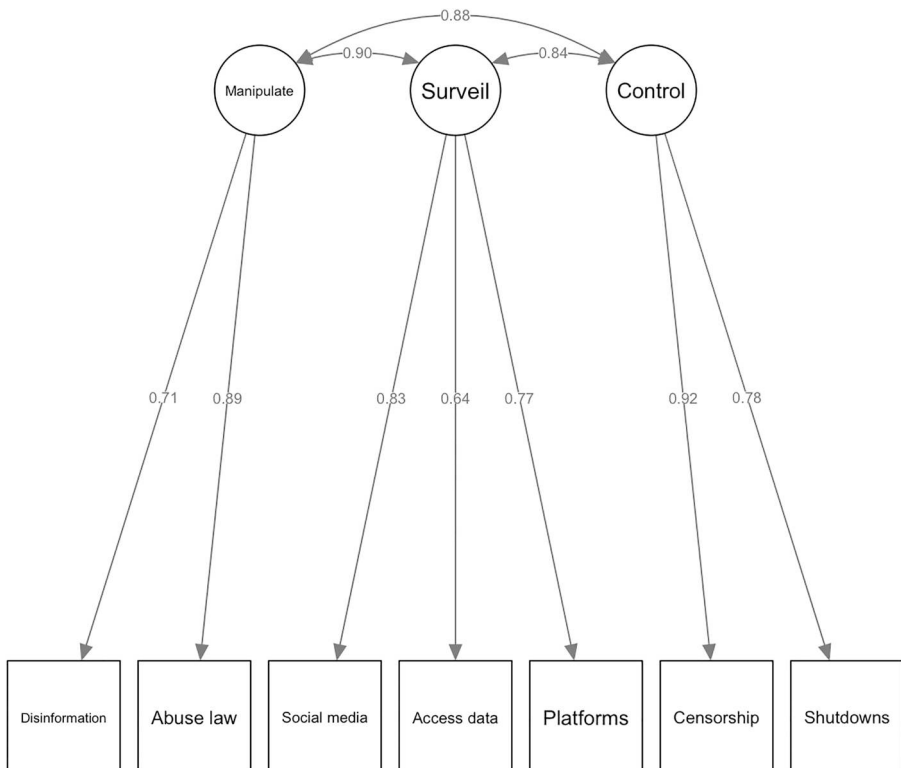 0.88
0.90
0.84
Manipulate
Surveil
Control
0.71
0.89
0.83
0.64
0.77
0.92
0.78
Disinformation
Abuse law
Social media
Access data
Platforms
Censorship
Shutdowns